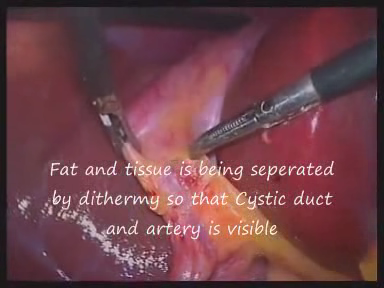 Fat and tissue is being seperated
by dithermy so that Cystic duct
and artery is visible